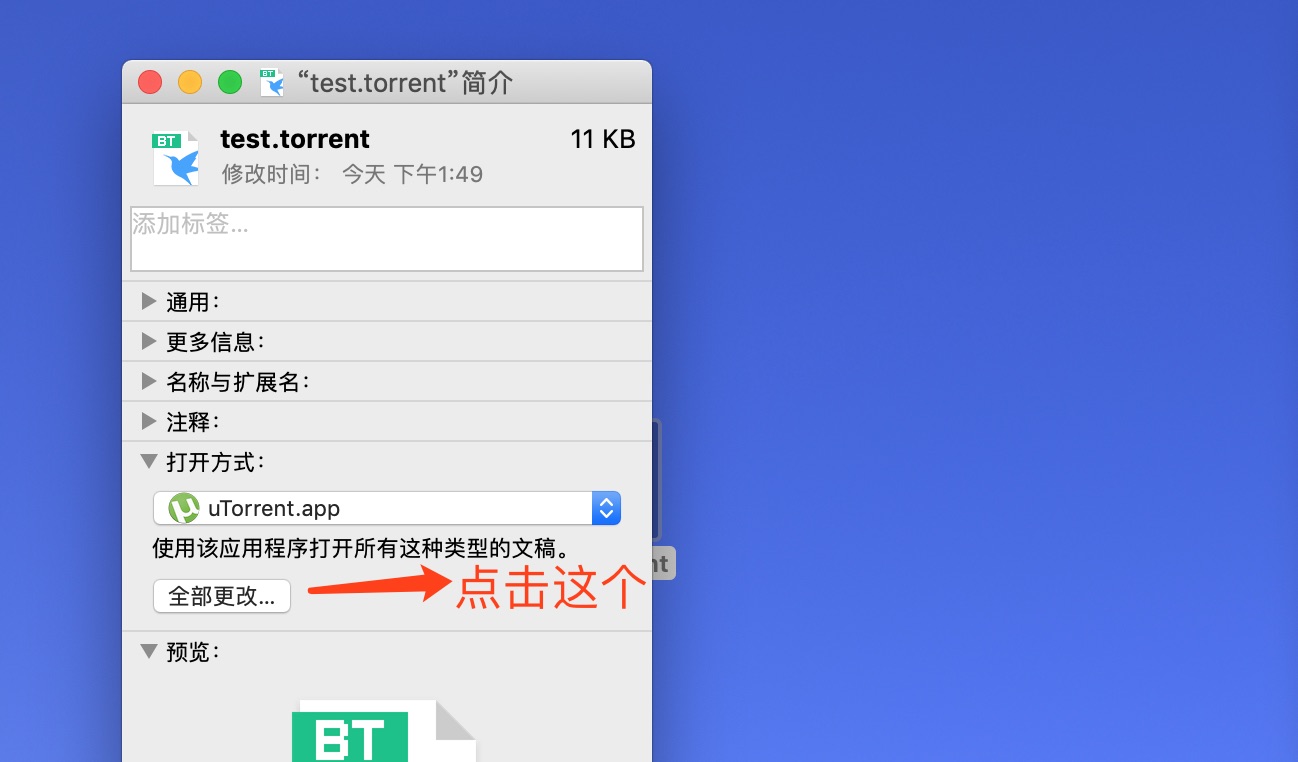 “test.torrent”简介
BT
test.torrent 11 KB
BT
修改时间： 今天 下午1:49
添加标签...
通用：
更多信息：
名称与扩展名：
注释：
打开方式：
uTorrent.app
使用该应用程序打开所有这种类型的文稿。
nt
全部更改... 点击这个
预览：
BT